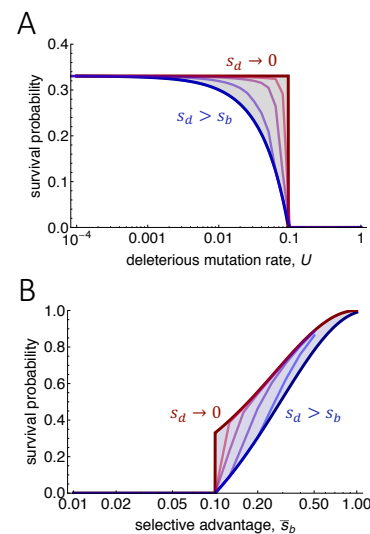 A
survival probability
0.4
0.3
0.2
0.1
0.0
s_d → 0
s_d > s_b
10⁻⁴ 0.001 0.01 0.1 1
deleterious mutation rate, U
B
survival probability
1.0
0.8
0.6
0.4
0.2
0.0
s_d → 0
s_d > s_b
0.01 0.02 0.05 0.10 0.20 0.50 1.00
selective advantage, s̅_b